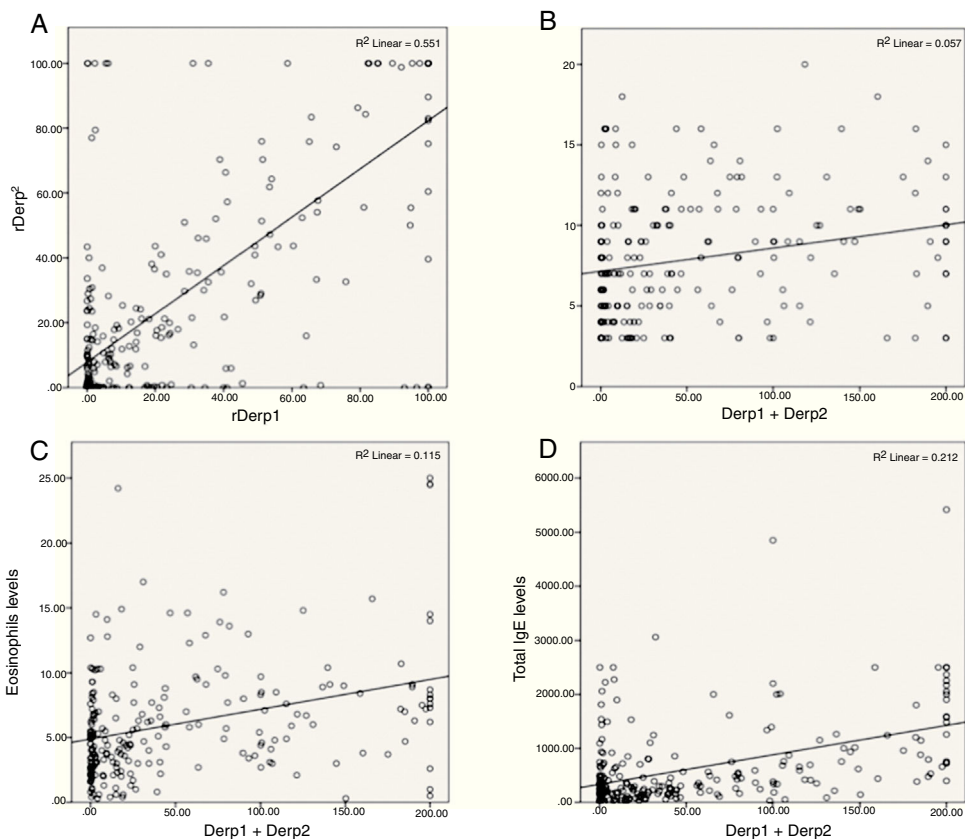 A
R² Linear = 0.551
100.00
80.00
60.00
40.00
20.00
.00
rDerp²
.00 20.00 40.00 60.00 80.00 100.00
rDerp1
B
R² Linear = 0.057
20
15
10
5
0
.00 50.00 100.00 150.00 200.00
Derp1 + Derp2
C
R² Linear = 0.115
25.00
20.00
15.00
10.00
5.00
.00
Eosinophils levels
.00 50.00 100.00 150.00 200.00
Derp1 + Derp2
D
R² Linear = 0.212
6000.00
5000.00
4000.00
3000.00
2000.00
1000.00
.00
Total IgE levels
.00 50.00 100.00 150.00 200.00
Derp1 + Derp2